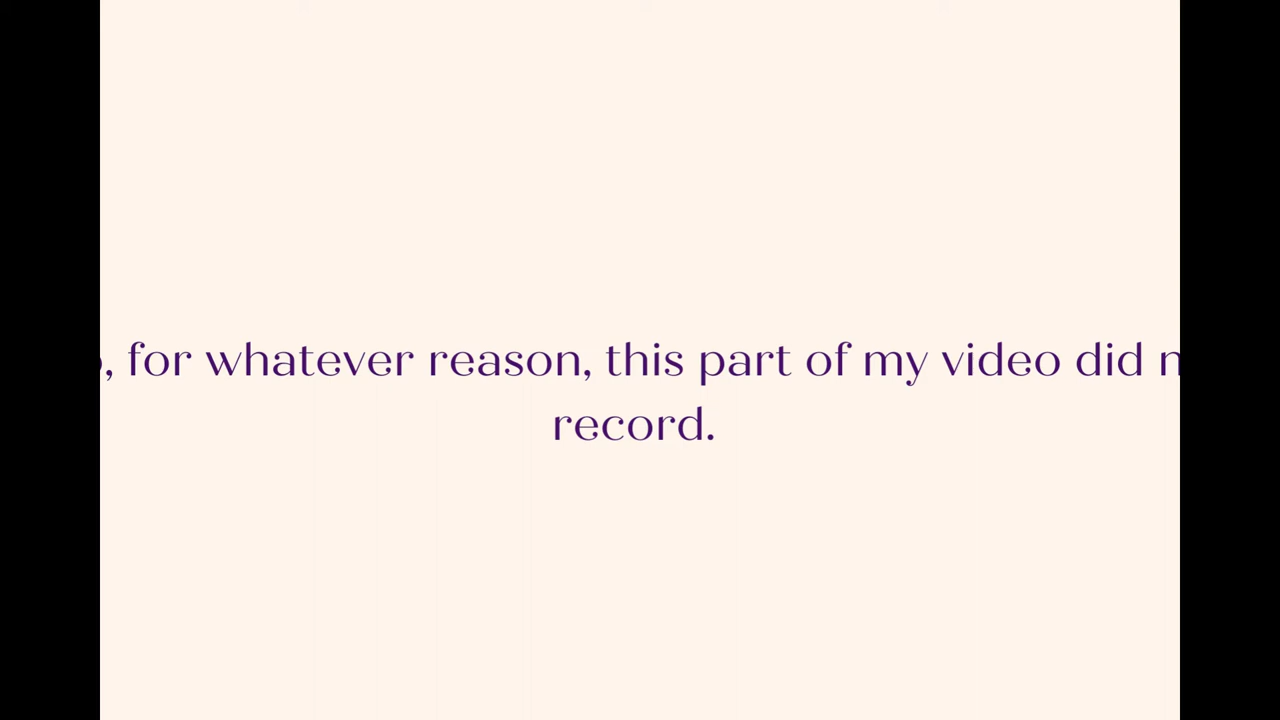 , for whatever reason, this part of my video did
record.